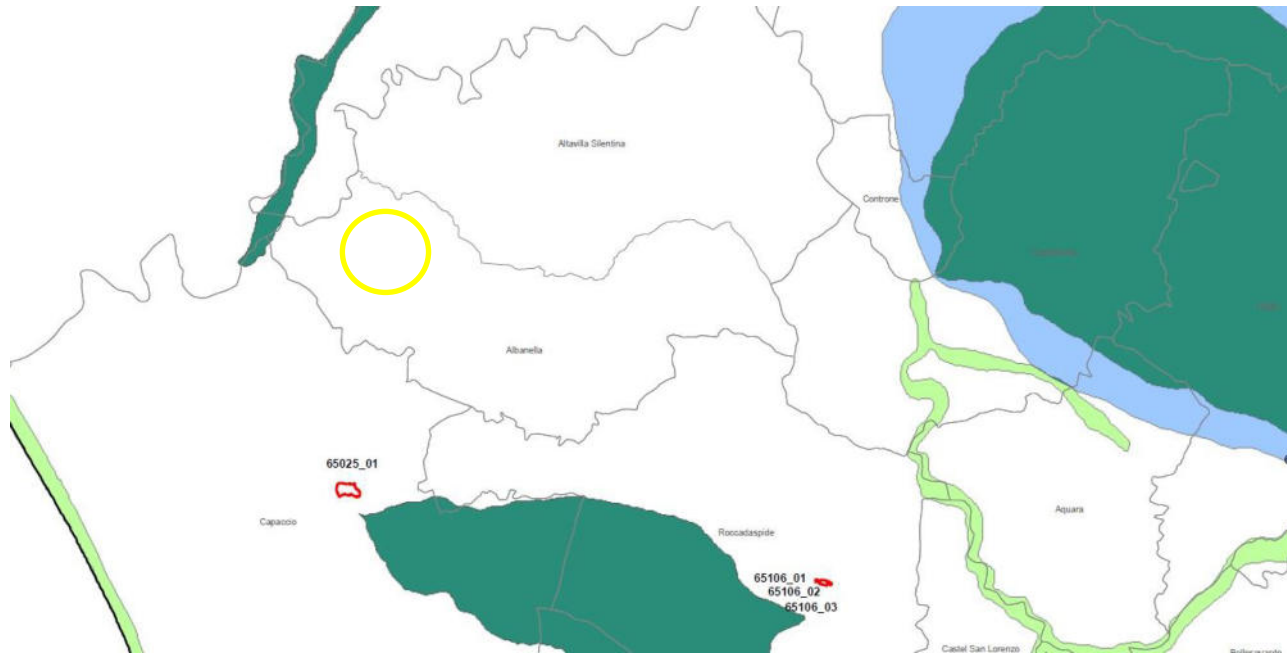 Altavilla Silentina
Controne
Albanella
65025_01
Capaccio
Aquara
Roccadaspide
65106_01
65106_02
65106_03
Castel San Lorenzo